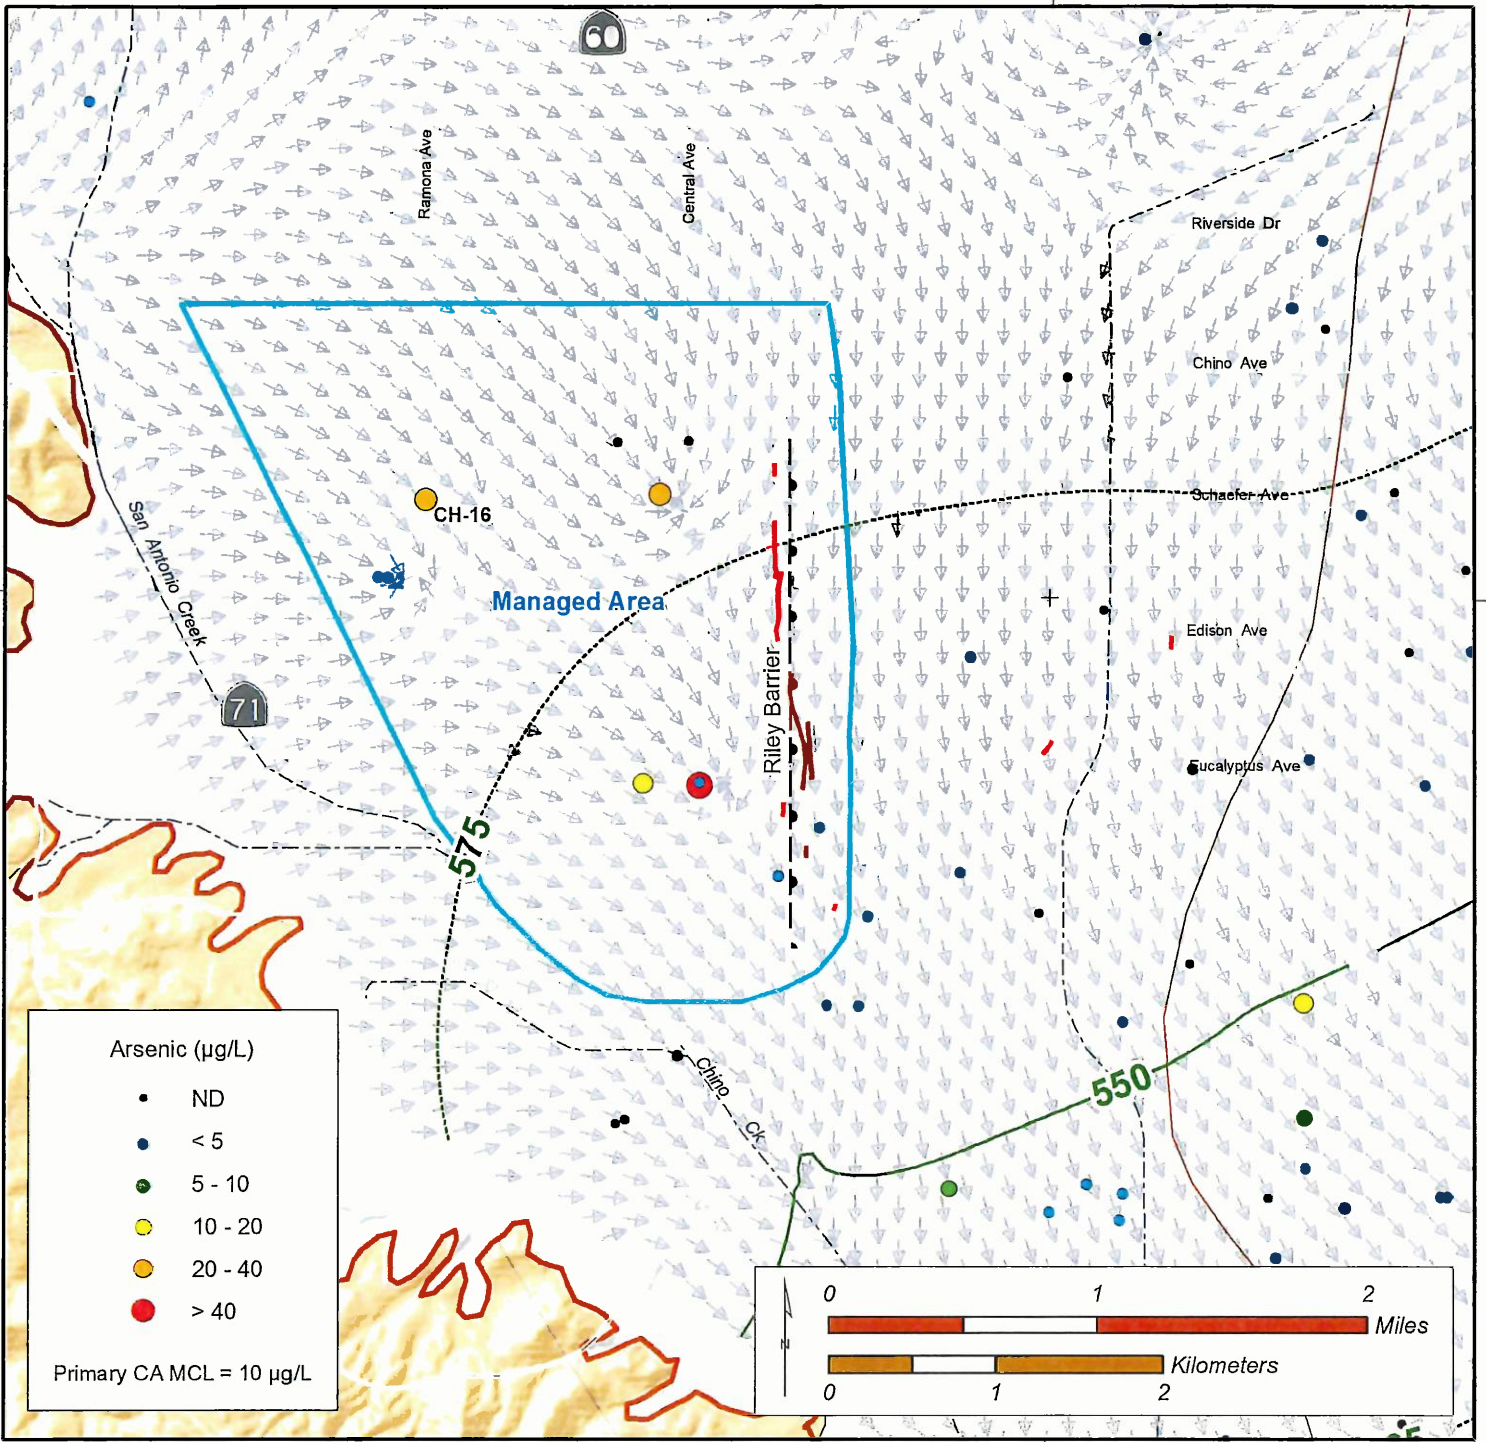 60
Ramona Ave
Central Ave
Riverside Dr
Chino Ave
Schaefer Ave
CH-16
San Antonio Creek
Managed Area
Edison Ave
Riley Barrier
71
Eucalyptus Ave
575
550
Chino Ck
Arsenic (µg/L)
ND
< 5
5 - 10
10 - 20
20 - 40
> 40
Primary CA MCL = 10 µg/L
0 1 2
Miles
Kilometers
0 1 2
N